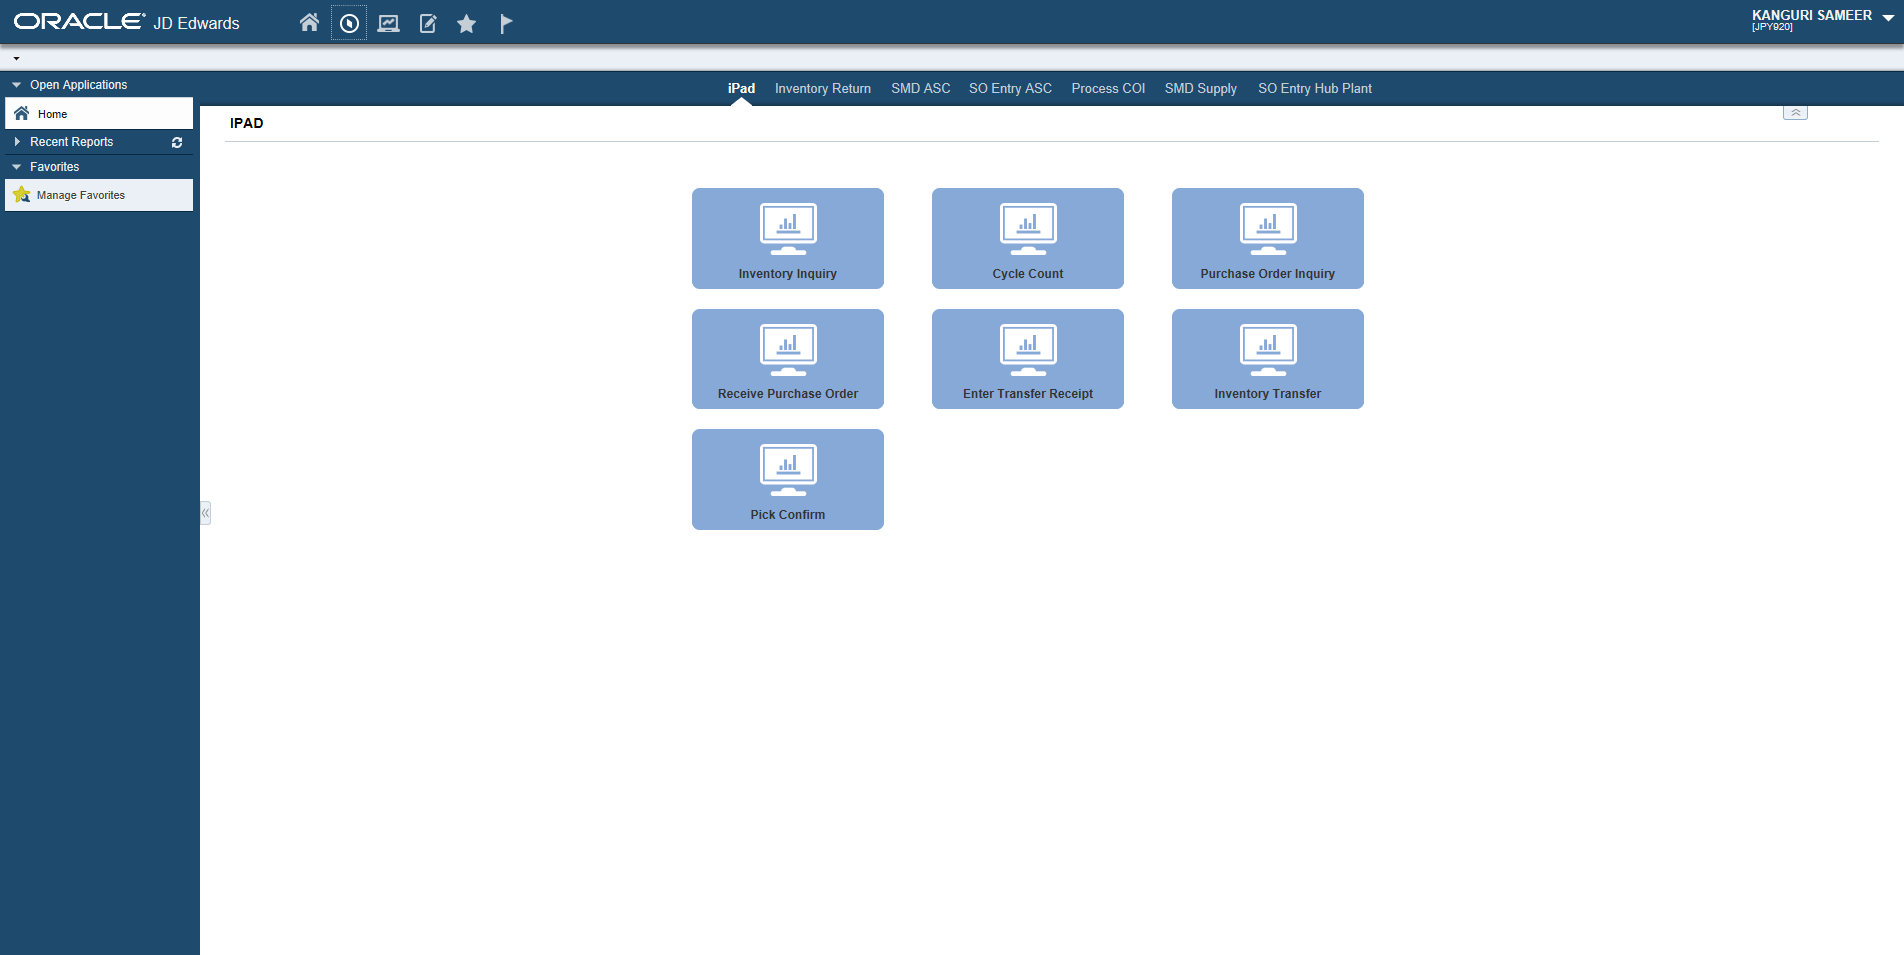 ORACLE JD Edwards
KANGURI SAMEER
[JPY920]
Open Applications
Home
Recent Reports
Favorites
Manage Favorites
iPad Inventory Return SMD ASC SO Entry ASC Process COI SMD Supply SO Entry Hub Plant
IPAD
Inventory Inquiry Cycle Count Purchase Order Inquiry
Receive Purchase Order Enter Transfer Receipt Inventory Transfer
Pick Confirm